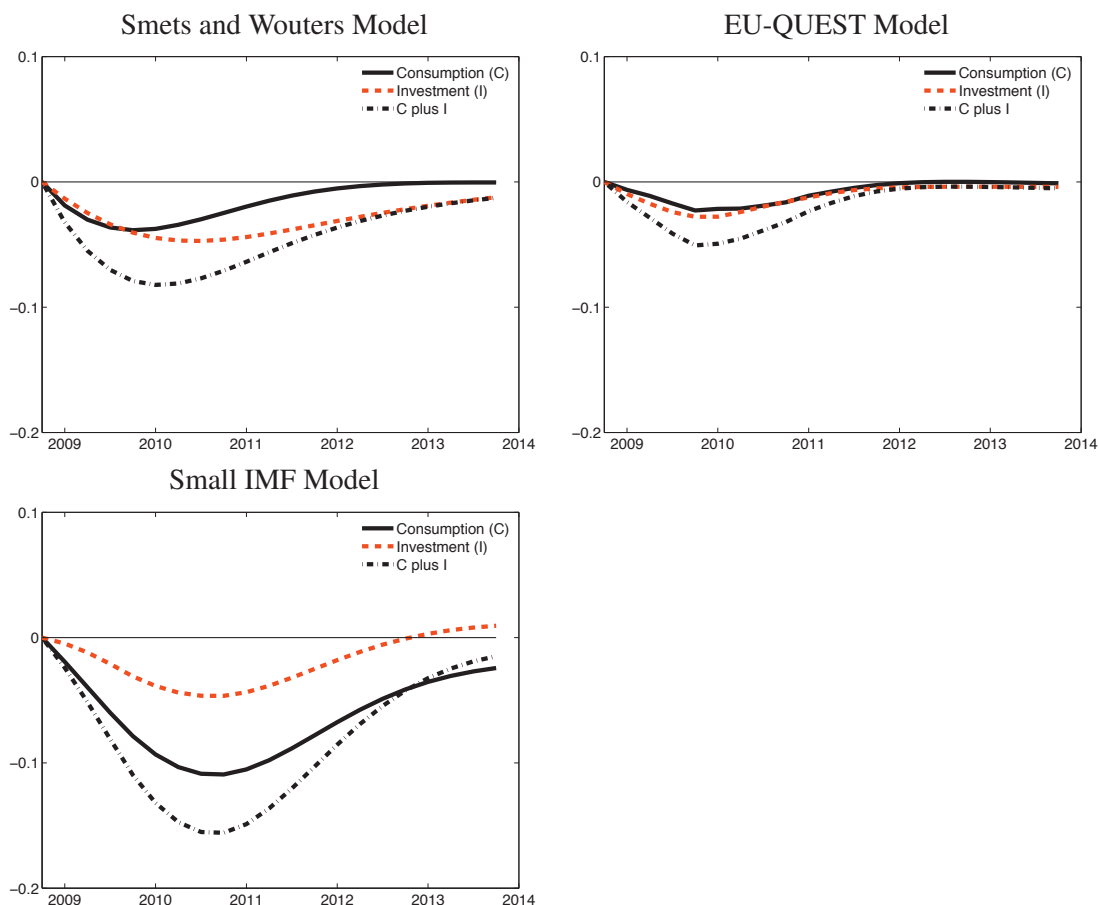 Smets and Wouters Model
0.1
Consumption (C)
Investment (I)
C plus I
0
−0.1
−0.2
2009 2010 2011 2012 2013 2014
EU-QUEST Model
0.1
Consumption (C)
Investment (I)
C plus I
0
−0.1
−0.2
2009 2010 2011 2012 2013 2014
Small IMF Model
0.1
Consumption (C)
Investment (I)
C plus I
0
−0.1
−0.2
2009 2010 2011 2012 2013 2014